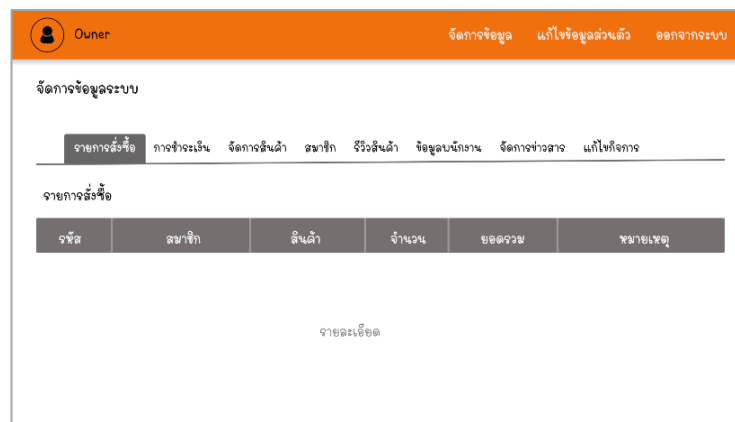 Owner จัดการข้อมูล แก้ไขข้อมูลส่วนตัว ออกจากระบบ
จัดการข้อมูลระบบ
รายการสั่งซื้อ การชำระเงิน จัดการสินค้า สมาชิก รีวิวสินค้า ข้อมูลบนักงาน จัดการข่าวสาร แก้ไขกิจการ
รายการสั่งซื้อ
รหัส สมาชิก สินค้า จำนวน ยอดรวม หมายเหตุ
รายละเอียด